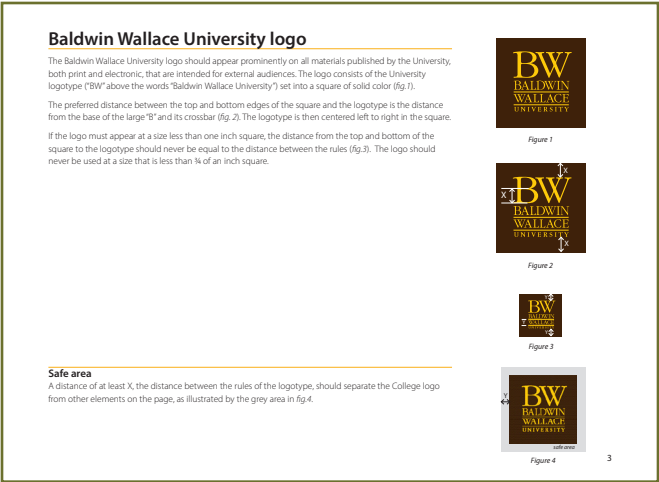 Baldwin Wallace University logo
The Baldwin Wallace University logo should appear prominently on all materials published by the University,
both print and electronic, that are intended for external audiences. The logo consists of the University
logotype (“BW” above the words “Baldwin Wallace University”) set into a square of solid color (fig.1).
The preferred distance between the top and bottom edges of the square and the logotype is the distance
from the base of the large “B” and its crossbar (fig. 2). The logotype is then centered left to right in the square.
If the logo must appear at a size less than one inch square, the distance from the top and bottom of the
square to the logotype should never be equal to the distance between the rules (fig.3).  The logo should
never be used at a size that is less than ¾ of an inch square.
BW
BALDWIN
WALLACE
UNIVERSITY
Figure 1
X
X
BW
BALDWIN
WALLACE
UNIVERSITY
X
Figure 2
BW
BALDWIN
WALLACE
UNIVERSITY
Figure 3
Safe area
A distance of at least X, the distance between the rules of the logotype, should separate the College logo
from other elements on the page, as illustrated by the grey area in fig.4.
Y
BW
BALDWIN
WALLACE
UNIVERSITY
safe area
Figure 4
3